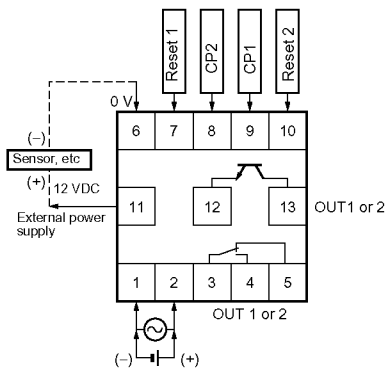 Reset 1
CP2
CP1
Reset 2
0 V
6 7 8 9 10
(−)
Sensor, etc
(+)
12 VDC
External power
supply
11 12 13
OUT1 or 2
1 2 3 4 5
OUT 1 or 2
(−) (+)